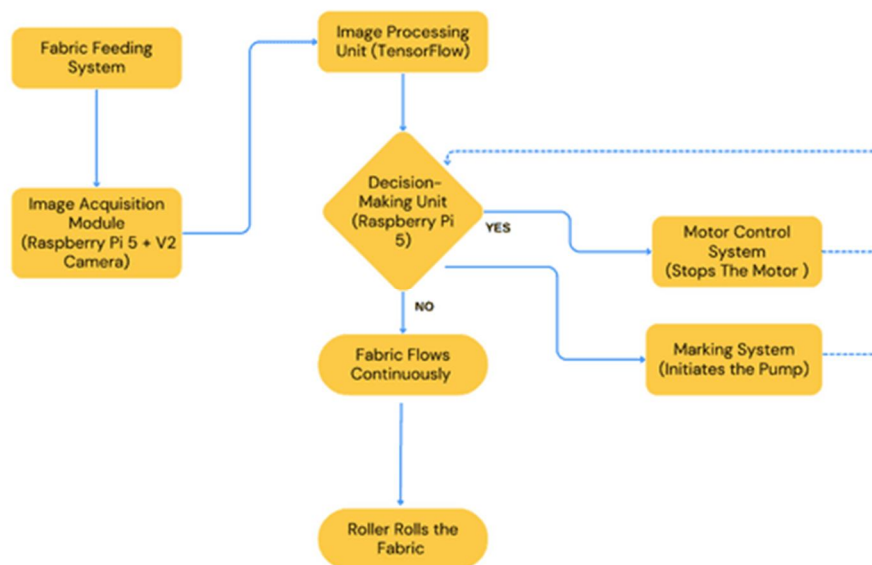 Fabric Feeding
System
Image Acquisition
Module
(Raspberry Pi 5 + V2
Camera)
Image Processing
Unit (TensorFlow)
Decision-
Making Unit
(Raspberry Pi
5)
YES
NO
Motor Control
System
(Stops The Motor )
Marking System
(Initiates the Pump)
Fabric Flows
Continuously
Roller Rolls the
Fabric